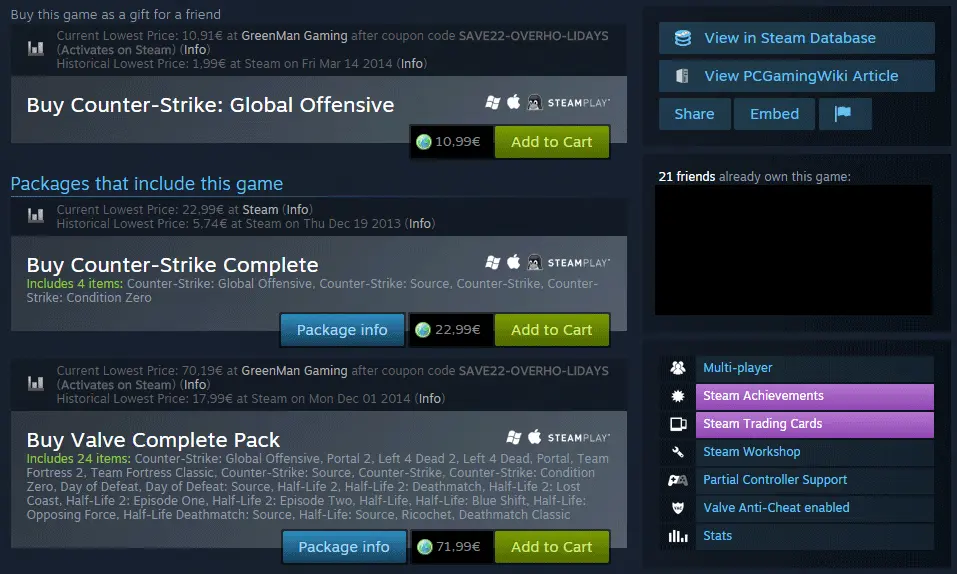 Buy this game as a gift for a friend
Current Lowest Price: 10,91€ at GreenMan Gaming after coupon code SAVE22-OVERHO-LIDAYS
(Activates on Steam) (Info)
Historical Lowest Price: 1,99€ at Steam on Fri Mar 14 2014 (Info)
Buy Counter-Strike: Global Offensive
STEAMPLAY
10,99€
Add to Cart
Packages that include this game
Current Lowest Price: 22,99€ at Steam (Info)
Historical Lowest Price: 5,74€ at Steam on Thu Dec 19 2013 (Info)
Buy Counter-Strike Complete
STEAMPLAY
Includes 4 items: Counter-Strike: Global Offensive, Counter-Strike: Source, Counter-Strike, Counter-
Strike: Condition Zero
Package info
22,99€
Add to Cart
Current Lowest Price: 70,19€ at GreenMan Gaming after coupon code SAVE22-OVERHO-LIDAYS
(Activates on Steam) (Info)
Historical Lowest Price: 17,99€ at Steam on Mon Dec 01 2014 (Info)
Buy Valve Complete Pack
STEAMPLAY
Includes 24 items: Counter-Strike: Global Offensive, Portal 2, Left 4 Dead 2, Left 4 Dead, Portal, Team
Fortress 2, Team Fortress Classic, Counter-Strike: Source, Counter-Strike, Counter-Strike: Condition
Zero, Day of Defeat, Day of Defeat: Source, Half-Life 2, Half-Life 2: Deathmatch, Half-Life 2: Lost
Coast, Half-Life 2: Episode One, Half-Life 2: Episode Two, Half-Life, Half-Life: Blue Shift, Half-Life:
Opposing Force, Half-Life Deathmatch: Source, Half-Life: Source, Ricochet, Deathmatch Classic
Package info
71,99€
Add to Cart
View in Steam Database
View PCGamingWiki Article
Share
Embed
21 friends already own this game:
Multi-player
Steam Achievements
Steam Trading Cards
Steam Workshop
Partial Controller Support
Valve Anti-Cheat enabled
Stats